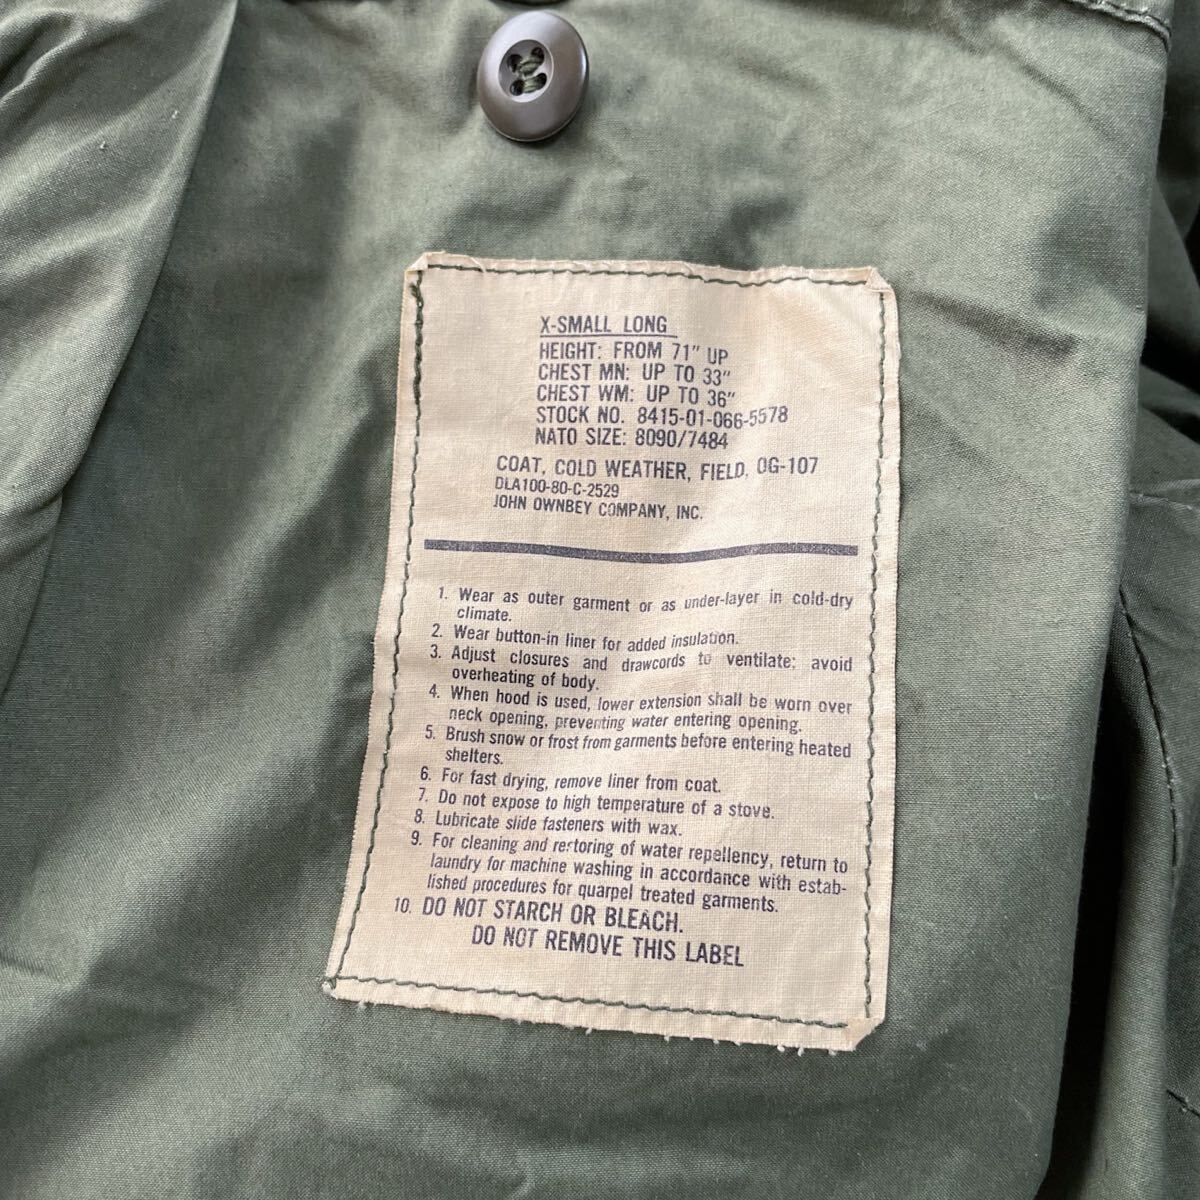 X-SMALL LONG
HEIGHT: FROM 71" UP
CHEST MN: UP TO 33"
CHEST WM: UP TO 36"
STOCK NO. 8415-01-066-5578
NATO SIZE: 8090/7484
COAT, COLD WEATHER, FIELD, OG-107
DLA100-80-C-2529
JOHN OWNBEY COMPANY, INC.
1. Wear as outer garment or as under-layer in cold-dry
climate.
2. Wear button-in liner for added insulation.
3. Adjust closures and drawcords to ventilate; avoid
overheating of body.
4. When hood is used, lower extension shall be worn over
neck opening, preventing water entering opening.
5. Brush snow or frost from garments before entering heated
shelters.
6. For fast drying, remove liner from coat.
7. Do not expose to high temperature of a stove.
8. Lubricate slide fasteners with wax.
9. For cleaning and restoring of water repellency, return to
laundry for machine washing in accordance with estab-
lished procedures for quarpel treated garments.
10. DO NOT STARCH OR BLEACH.
DO NOT REMOVE THIS LABEL